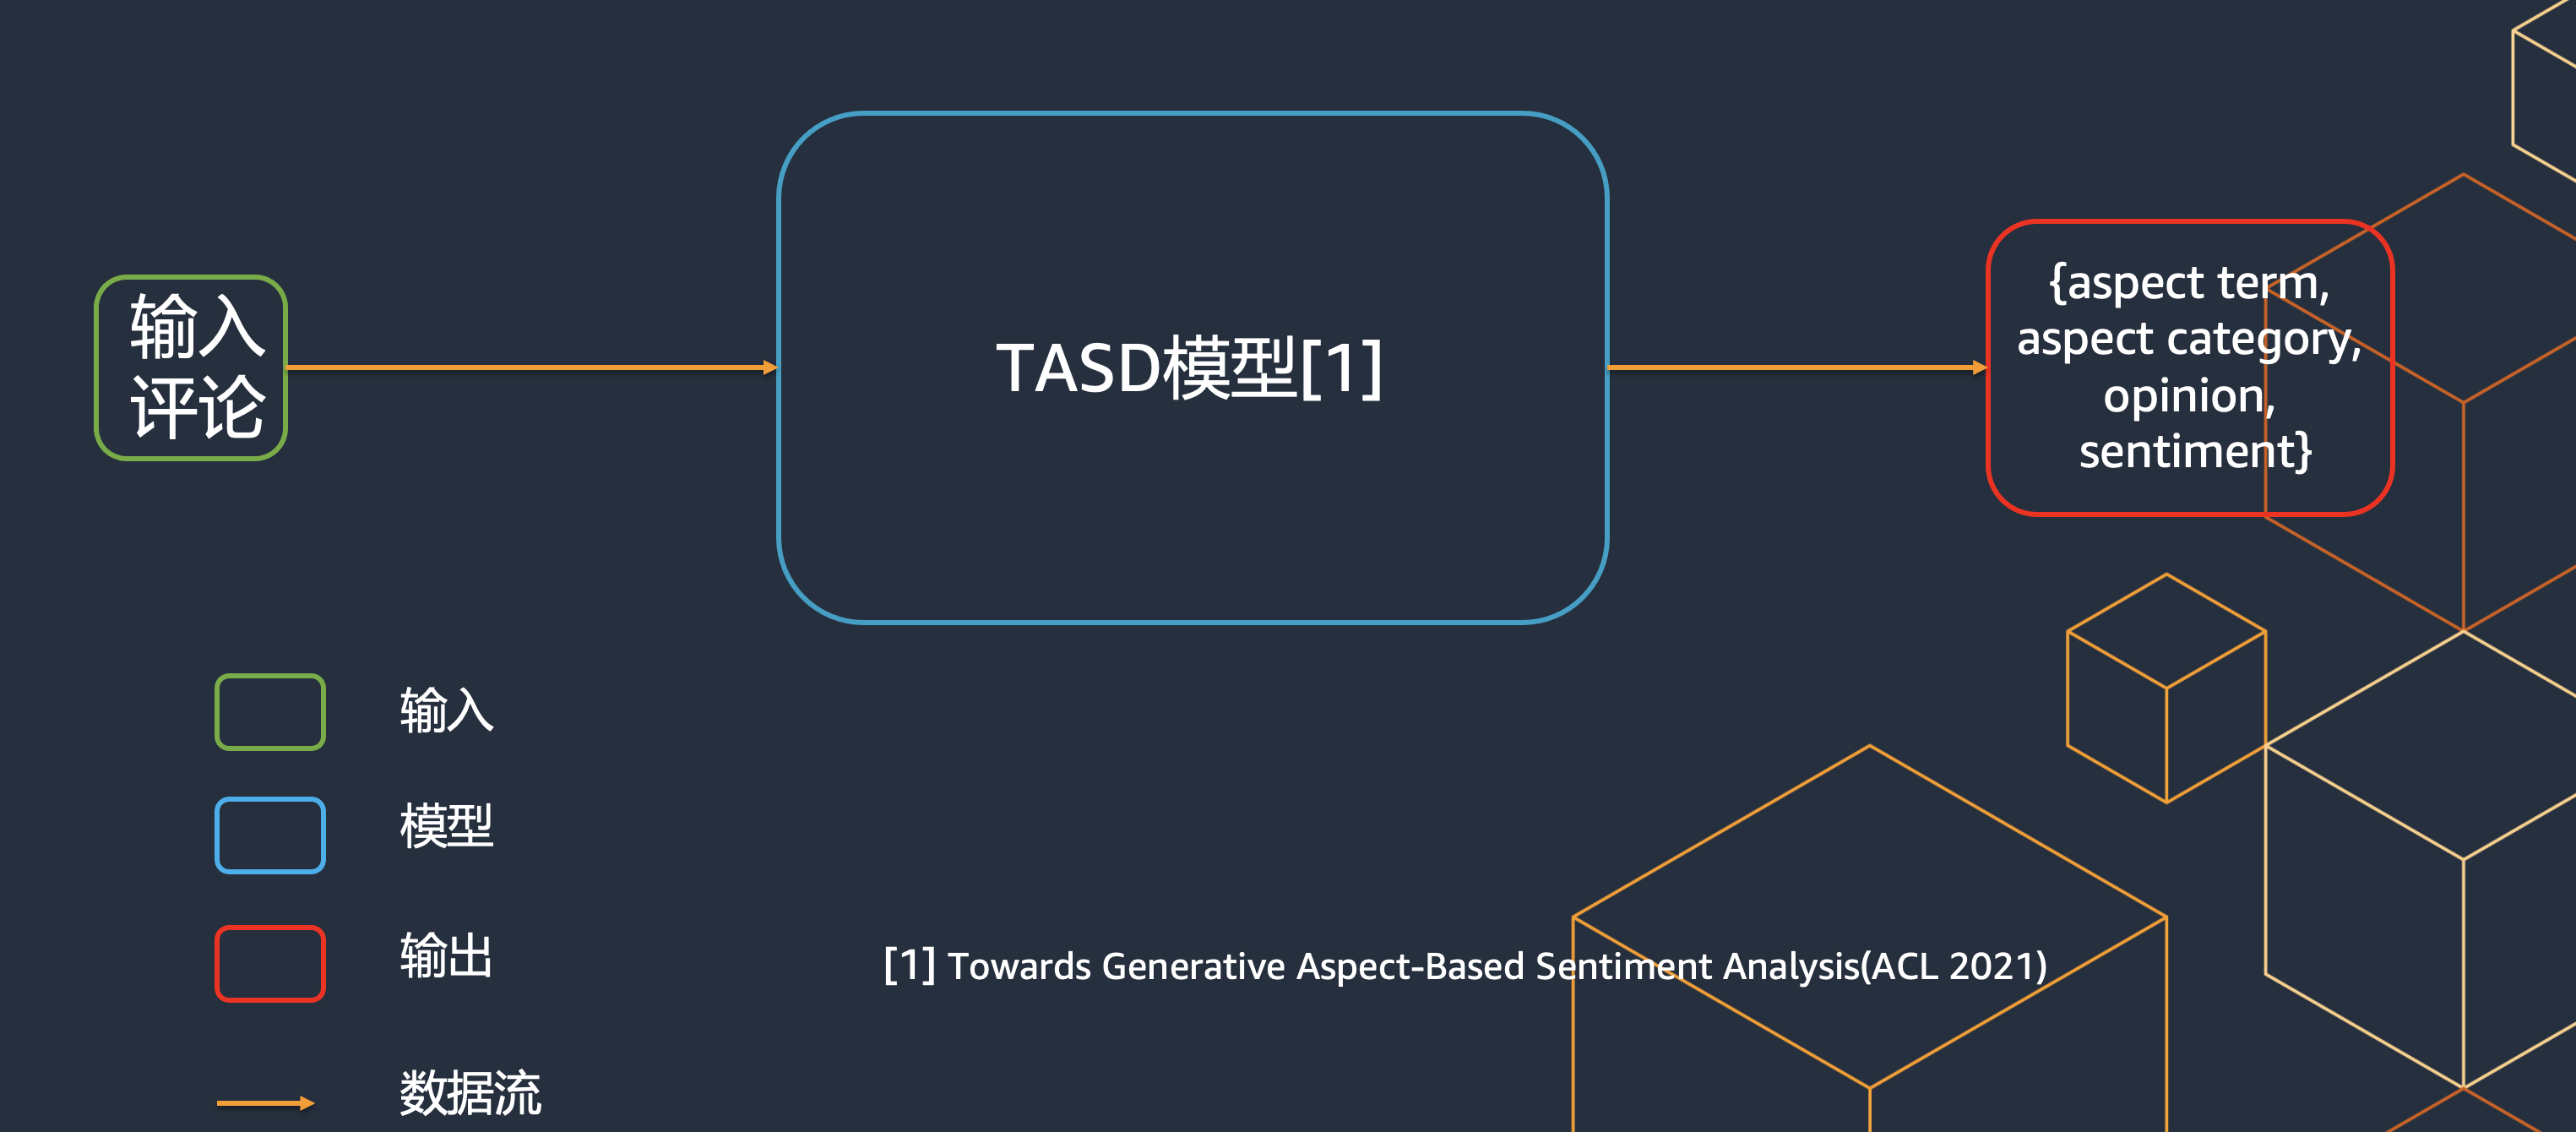 输入
评论
TASD模型[1]
{aspect term,
aspect category,
opinion,
sentiment}
输入
模型
输出
数据流
[1] Towards Generative Aspect-Based Sentiment Analysis(ACL 2021)